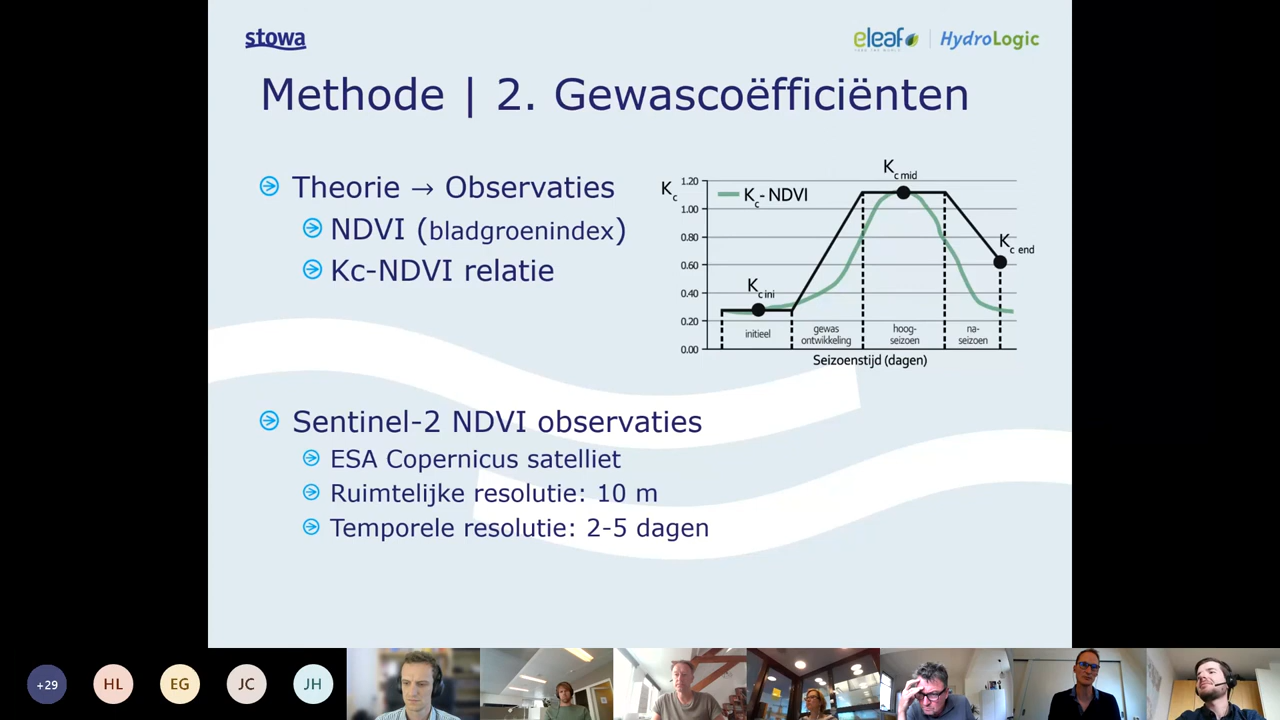 stowa
eleaf
HydroLogic
Methode | 2. Gewascoëfficiënten
Theorie → Observaties
NDVI (bladgroenindex)
Kc-NDVI relatie
K c
1.20
1.00
0.80
0.60
0.40
0.20
0.00
K c - NDVI
K c mid
K c end
K c ini
initieel
gewas
ontwikkeling
hoog-
seizoen
na-
seizoen
Seizoenstijd (dagen)
Sentinel-2 NDVI observaties
ESA Copernicus satelliet
Ruimtelijke resolutie: 10 m
Temporele resolutie: 2-5 dagen
+29
HL
EG
JC
JH